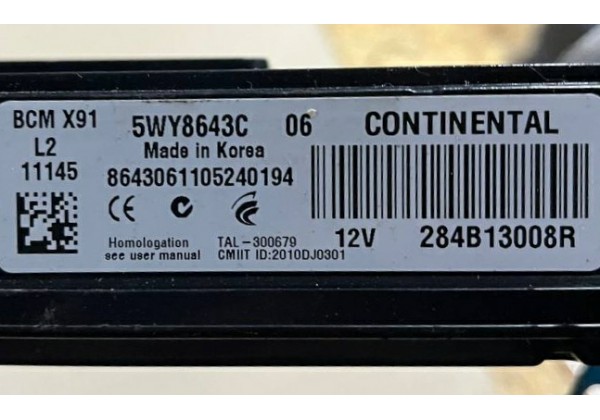 BCM X91
L2
11145
5WY8643C 06
Made in Korea
8643061105240194
CE
Homologation
see user manual
TAL-300679
CMIIT ID:2010DJ0301
CONTINENTAL
12V 284B13008R